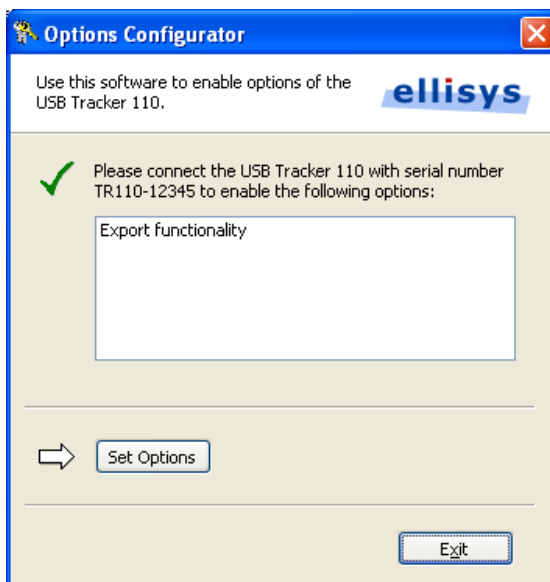 Options Configurator
Use this software to enable options of the
USB Tracker 110.
ellisys
Please connect the USB Tracker 110 with serial number
TR110-12345 to enable the following options:
Export functionality
Set Options
Exit